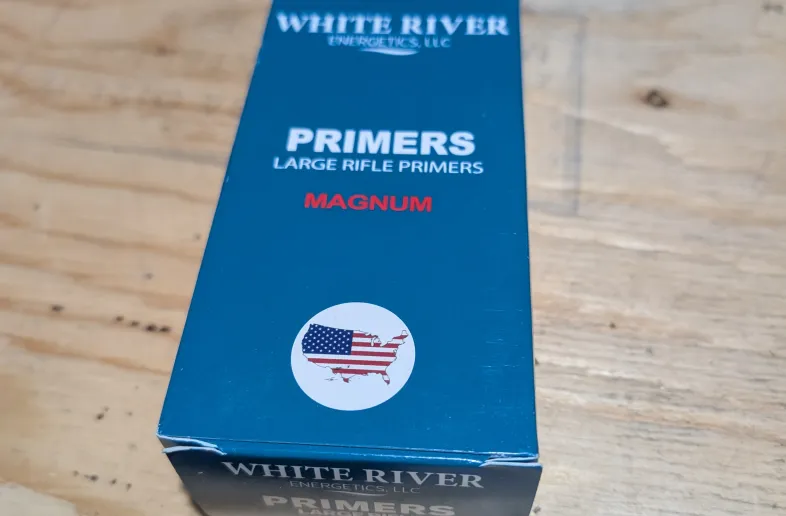 WHITE RIVER
ENERGETICS, LLC
PRIMERS
LARGE RIFLE PRIMERS
MAGNUM
WHITE RIVER
ENERGETICS, LLC
PRIMERS